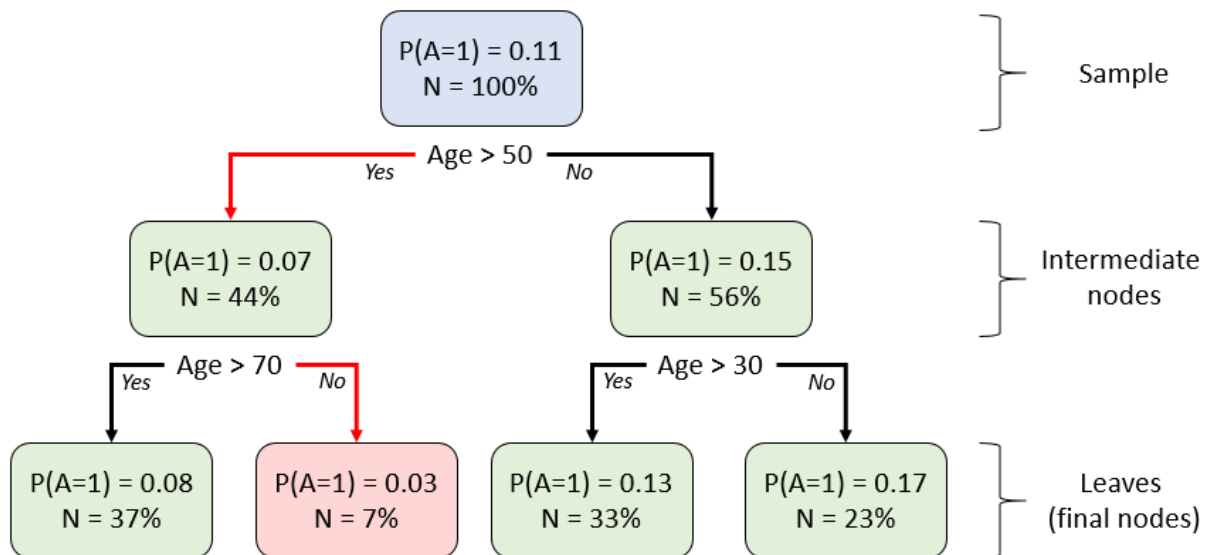 P(A=1) = 0.11
N = 100%
Sample
Age > 50
Yes
No
P(A=1) = 0.07
N = 44%
P(A=1) = 0.15
N = 56%
Intermediate
nodes
Age > 70
Yes
No
Age > 30
Yes
No
P(A=1) = 0.08
N = 37%
P(A=1) = 0.03
N = 7%
P(A=1) = 0.13
N = 33%
P(A=1) = 0.17
N = 23%
Leaves
(final nodes)